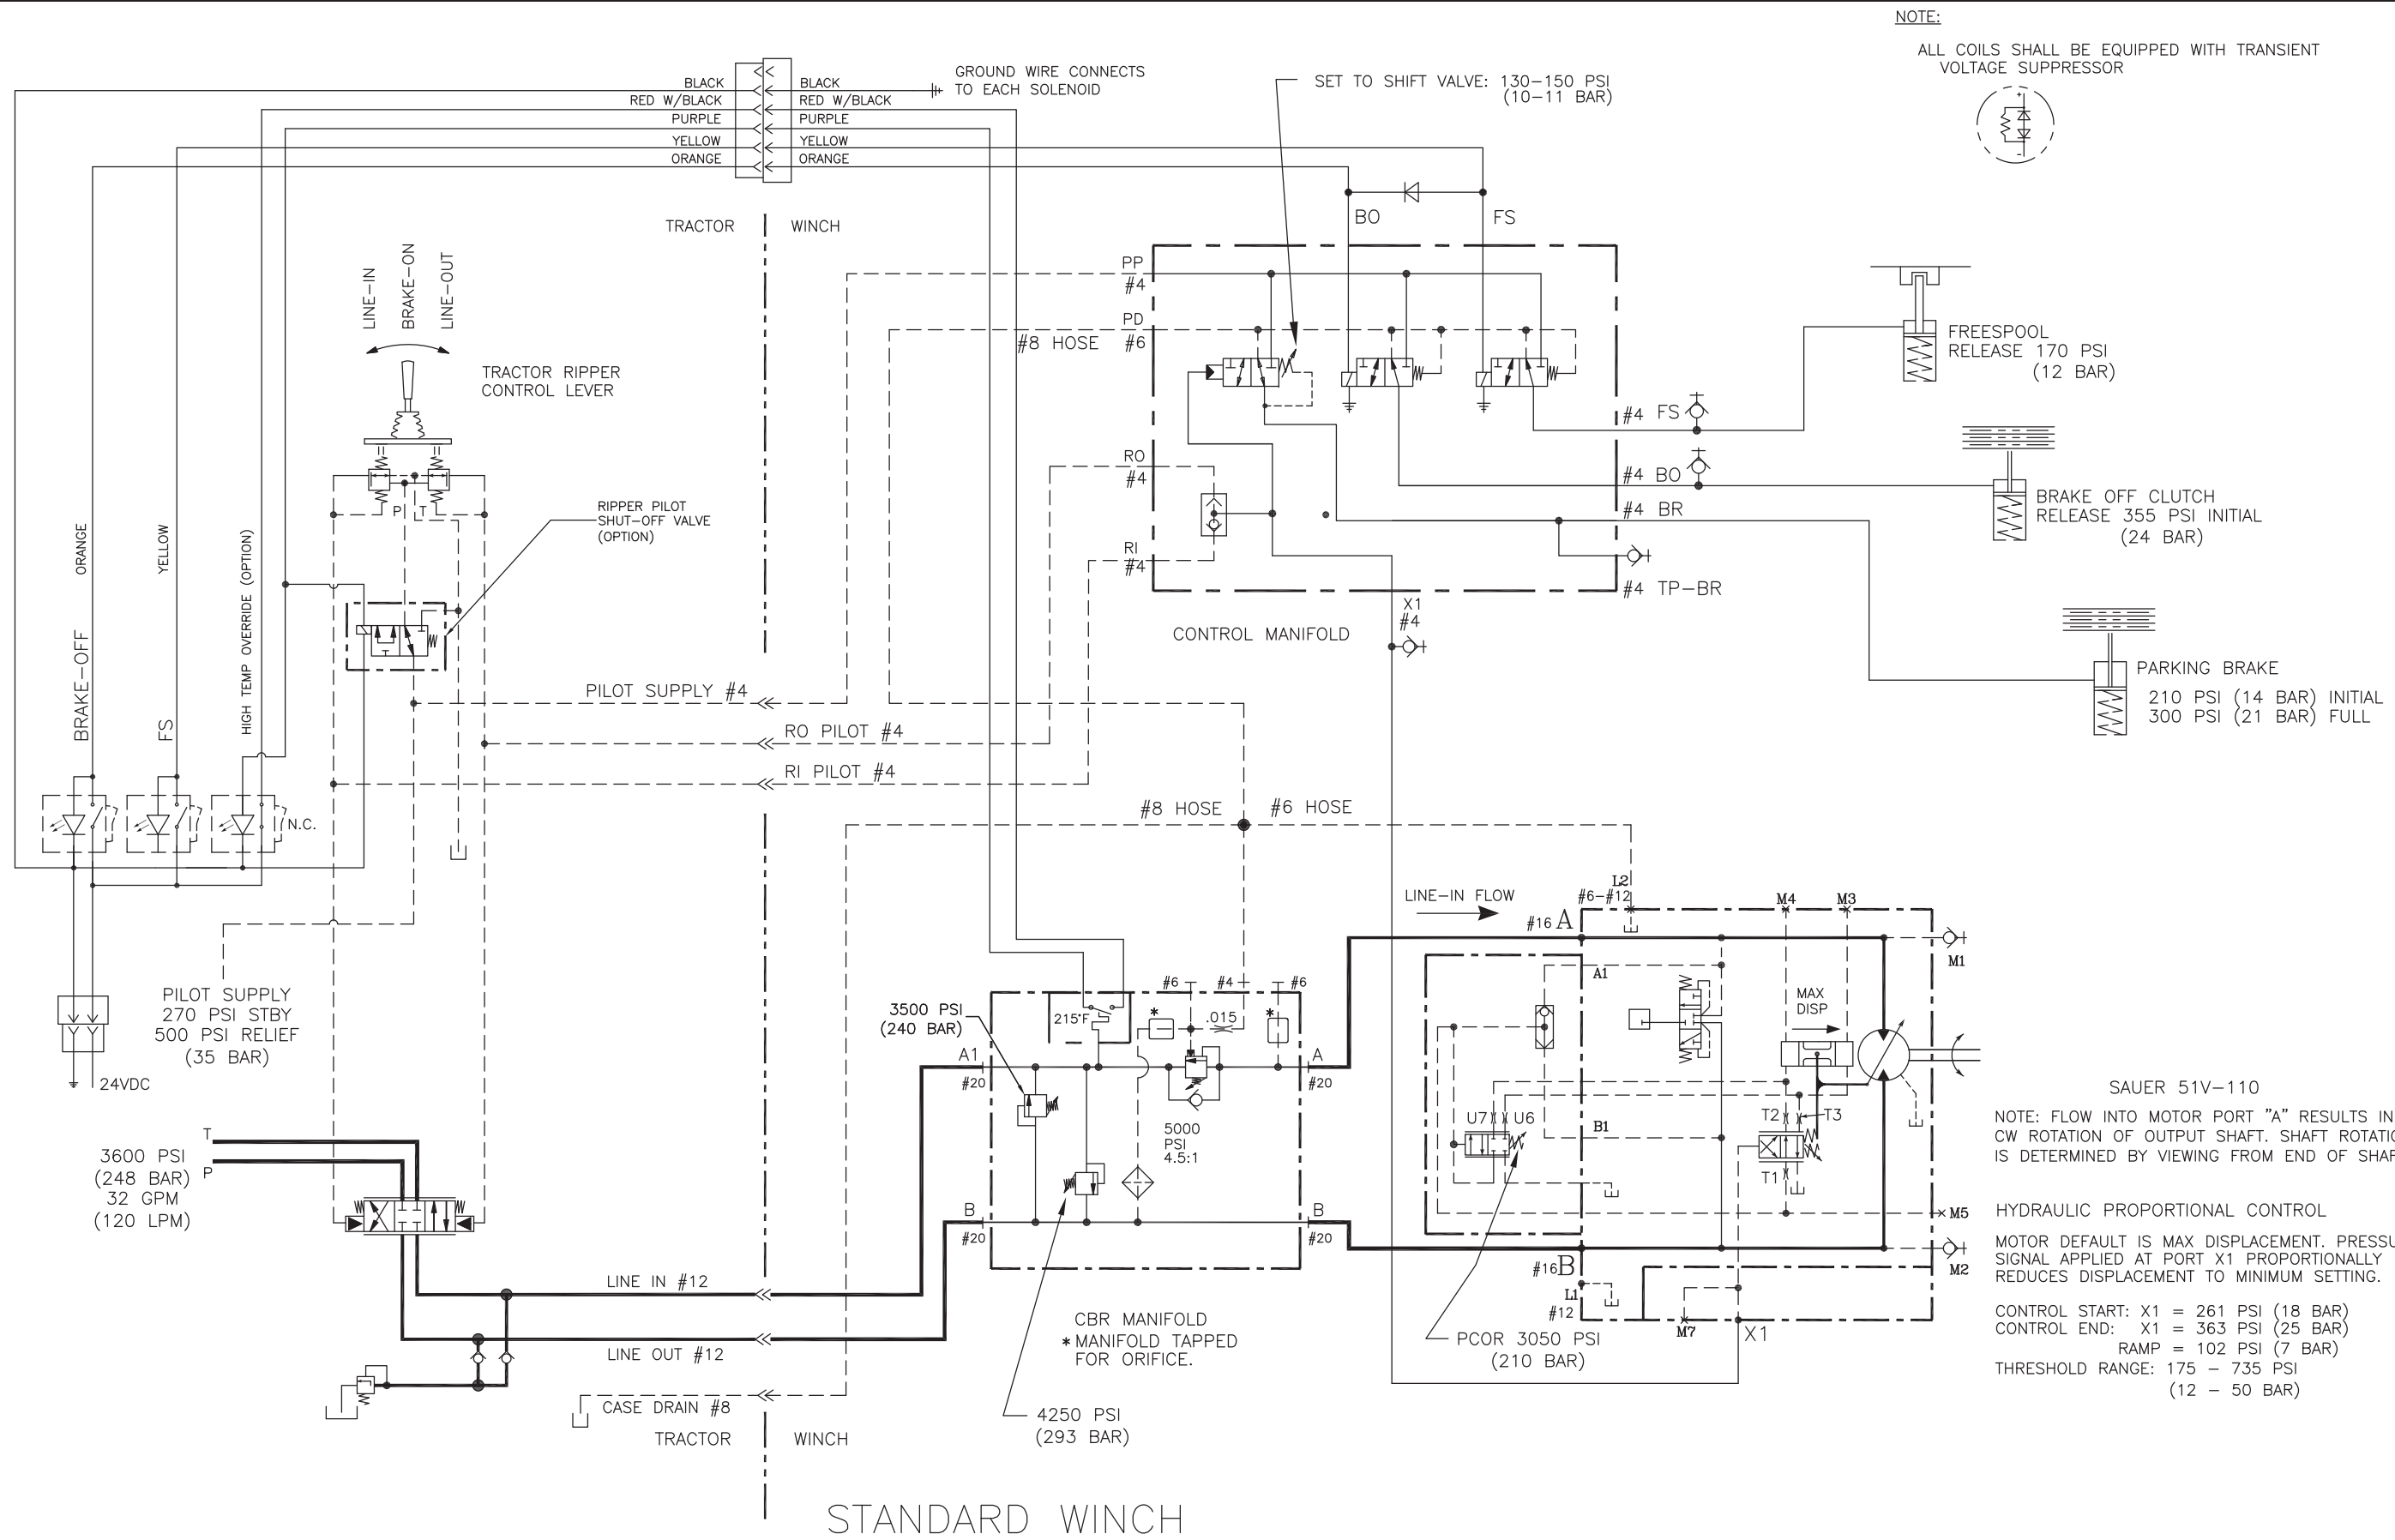 NOTE:
ALL COILS SHALL BE EQUIPPED WITH TRANSIENT
VOLTAGE SUPPRESSOR
+
-
BLACK
RED W/BLACK
PURPLE
YELLOW
ORANGE
BLACK
RED W/BLACK
PURPLE
YELLOW
ORANGE
GROUND WIRE CONNECTS
TO EACH SOLENOID
SET TO SHIFT VALVE: 130-150 PSI
(10-11 BAR)
TRACTOR
WINCH
BO
FS
LINE-IN
BRAKE-ON
LINE-OUT
TRACTOR RIPPER
CONTROL LEVER
P
T
RIPPER PILOT
SHUT-OFF VALVE
(OPTION)
PP
#4
PD
#8 HOSE
#6
RO
#4
RI
#4
X1
#4
CONTROL MANIFOLD
#4 FS
#4 BO
#4 BR
#4 TP-BR
FREESPOOL
RELEASE 170 PSI
(12 BAR)
BRAKE OFF CLUTCH
RELEASE 355 PSI INITIAL
(24 BAR)
PARKING BRAKE
210 PSI (14 BAR) INITIAL
300 PSI (21 BAR) FULL
ORANGE
BRAKE-OFF
YELLOW
FS
HIGH TEMP OVERRIDE (OPTION)
N.C.
PILOT SUPPLY #4
RO PILOT #4
RI PILOT #4
#8 HOSE
#6 HOSE
PILOT SUPPLY
270 PSI STBY
500 PSI RELIEF
(35 BAR)
24VDC
T
P
3600 PSI
(248 BAR)
32 GPM
(120 LPM)
LINE IN #12
LINE OUT #12
CASE DRAIN #8
TRACTOR
WINCH
3500 PSI
(240 BAR)
215°F
#6
#4
#6
*
.015
*
A1
#20
A
#20
5000
PSI
4.5:1
B
#20
B
#20
CBR MANIFOLD
* MANIFOLD TAPPED
FOR ORIFICE.
4250 PSI
(293 BAR)
LINE-IN FLOW
L2
#6-#12
#16 A
M4
M3
M1
A1
MAX
DISP
U7
U6
T2
T3
B1
T1
M5
#16 B
M2
L1
#12
M7
X1
PCOR 3050 PSI
(210 BAR)
SAUER 51V-110
NOTE: FLOW INTO MOTOR PORT "A" RESULTS IN
CW ROTATION OF OUTPUT SHAFT. SHAFT ROTATIO
IS DETERMINED BY VIEWING FROM END OF SHAF
HYDRAULIC PROPORTIONAL CONTROL
MOTOR DEFAULT IS MAX DISPLACEMENT. PRESSU
SIGNAL APPLIED AT PORT X1 PROPORTIONALLY
REDUCES DISPLACEMENT TO MINIMUM SETTING.
CONTROL START: X1 = 261 PSI (18 BAR)
CONTROL END: X1 = 363 PSI (25 BAR)
RAMP = 102 PSI (7 BAR)
THRESHOLD RANGE: 175 - 735 PSI
(12 - 50 BAR)
STANDARD WINCH